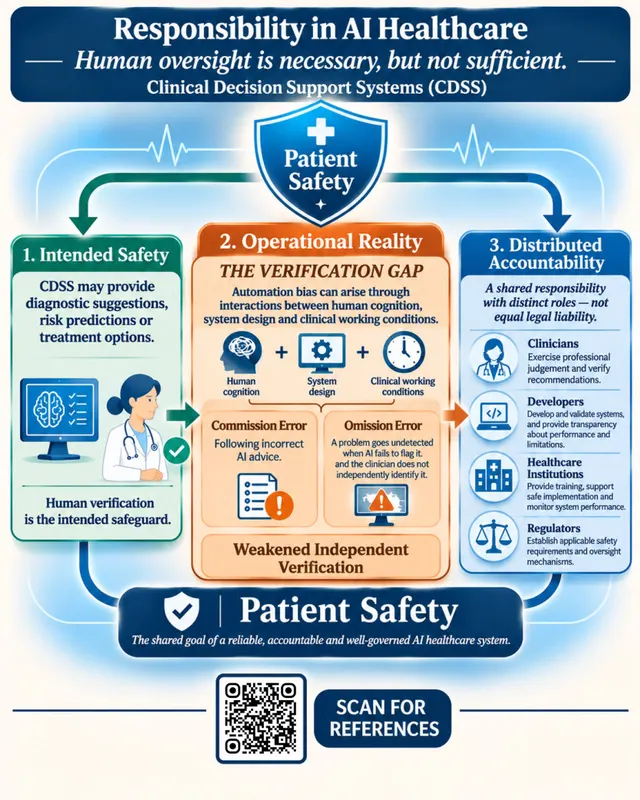 Responsibility in AI Healthcare
Human oversight is necessary, but not sufficient.
Clinical Decision Support Systems (CDSS)
Patient
Safety
1. Intended Safety
CDSS may provide
diagnostic suggestions,
risk predictions or
treatment options.
Human verification
is the intended safeguard.
2. Operational Reality
THE VERIFICATION GAP
Automation bias can arise through
interactions between human cognition,
system design and clinical working conditions.
+
+
Human
cognition
System
design
Clinical working
conditions
Commission Error
Following incorrect
AI advice.
Omission Error
A problem goes undetected
when AI fails to flag it.
and the clinician does not
independently identify it.
Weakened Independent
Verification
3. Distributed
Accountability
A shared responsibility
with distinct roles — not
equal legal liability.
Clinicians
Exercise professional
judgement and verify
recommendations.
Developers
Develop and validate systems,
and provide transparency
about performance and
limitations.
Healthcare
Institutions
Provide training, support
safe implementation and
monitor system performance.
Regulators
Establish applicable safety
requirements and oversight
mechanisms.
Patient Safety
The shared goal of a reliable, accountable and well-governed AI healthcare system.
SCAN FOR
REFERENCES